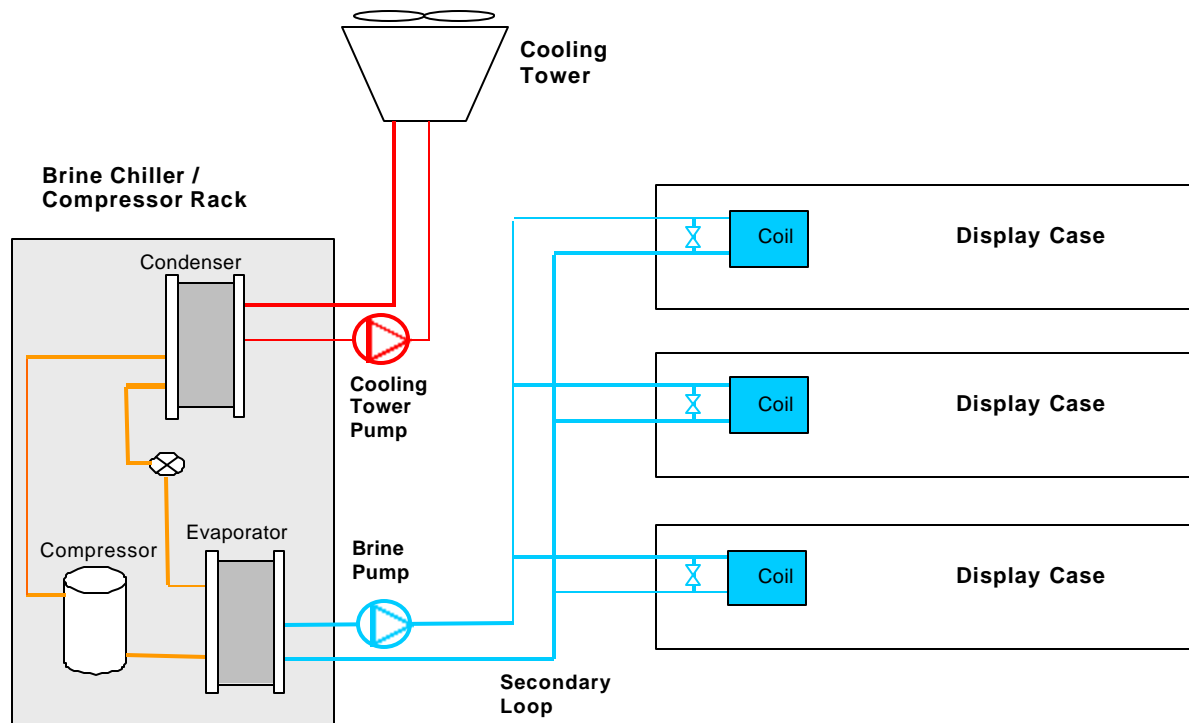 Cooling
Tower
Brine Chiller /
Compressor Rack
Condenser
Coil
Display Case
Cooling
Tower
Pump
Coil
Display Case
Compressor
Evaporator
Brine
Pump
Coil
Display Case
Secondary
Loop